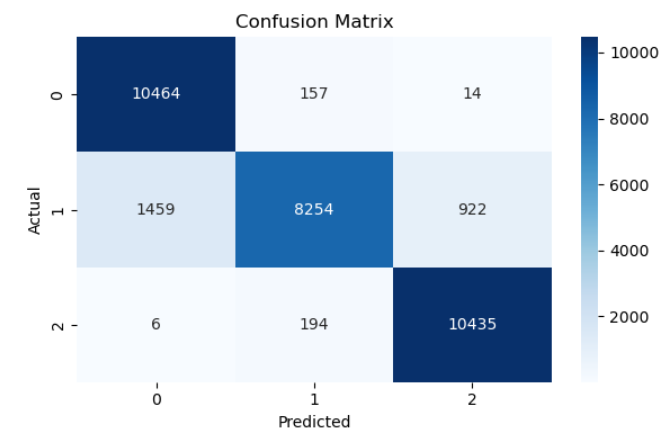 Confusion Matrix
0 10464 157 14
1 1459 8254 922
2 6 194 10435
0 1 2
Actual
Predicted
10000
8000
6000
4000
2000